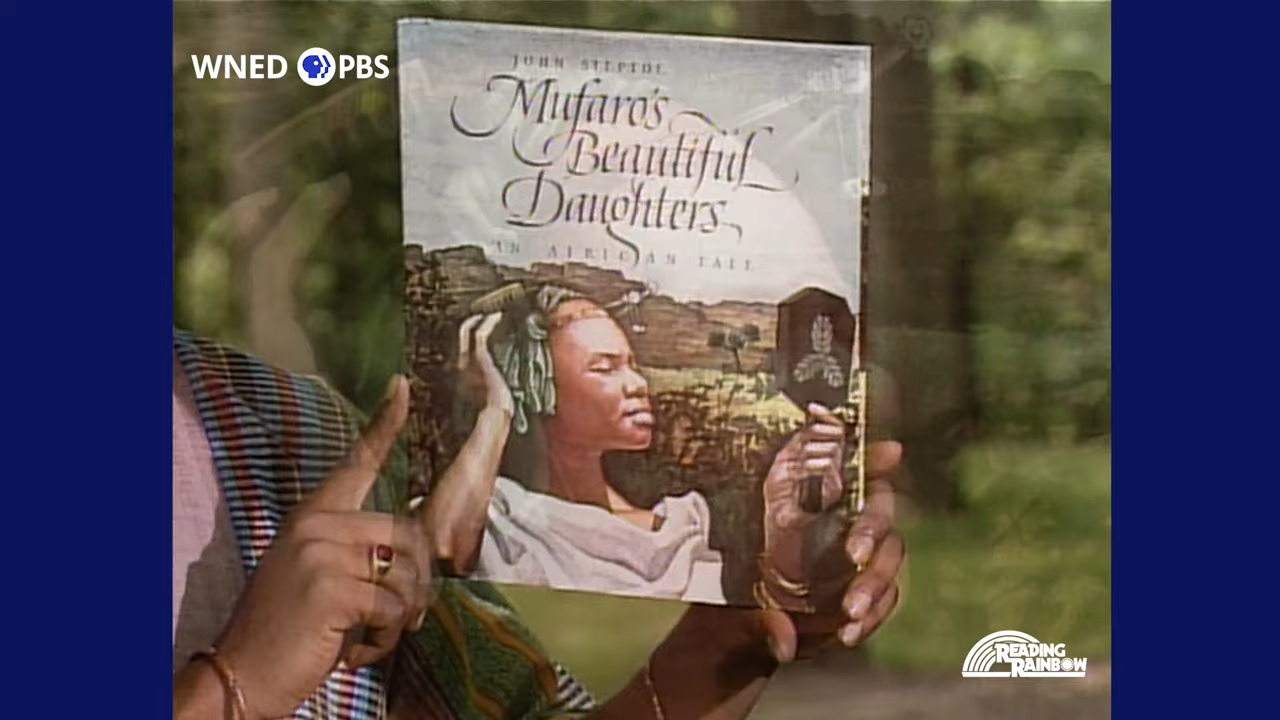 WNED PBS
JOHN STEPTOE
Mufaro's
Beautiful
Daughters
AN AFRICAN TALE
READING
RAINBOW